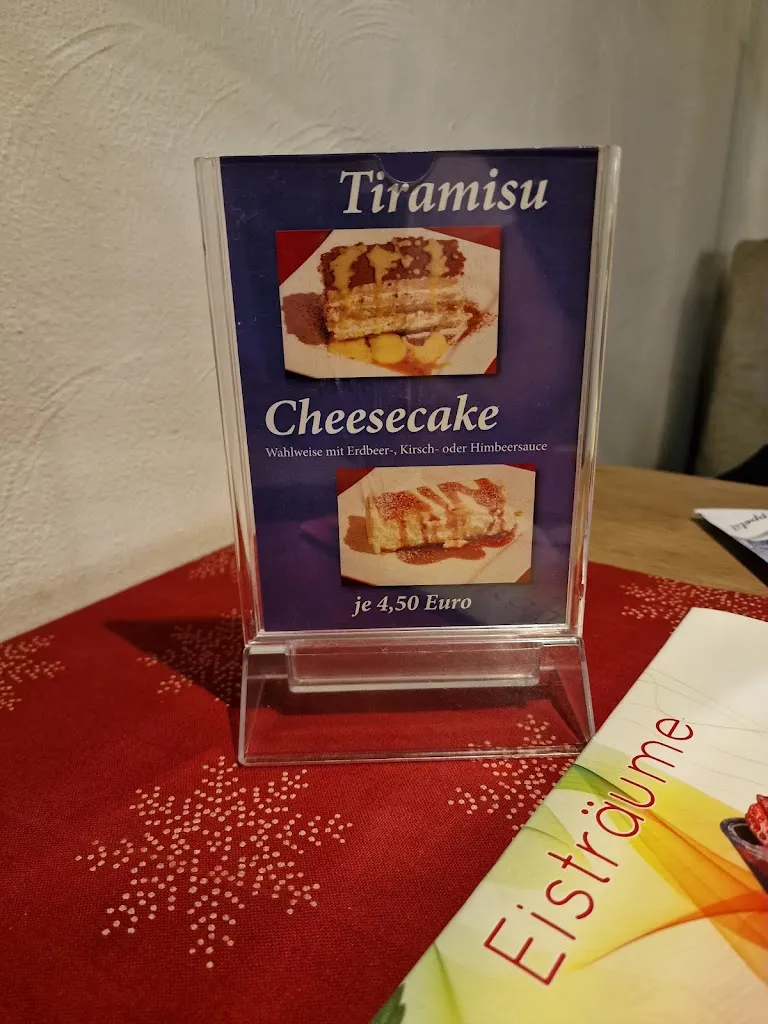 Tiramisu
Cheesecake
Wahlweise mit Erdbeer-, Kirsch- oder Himbeersauce
je 4,50 Euro
Eisträume